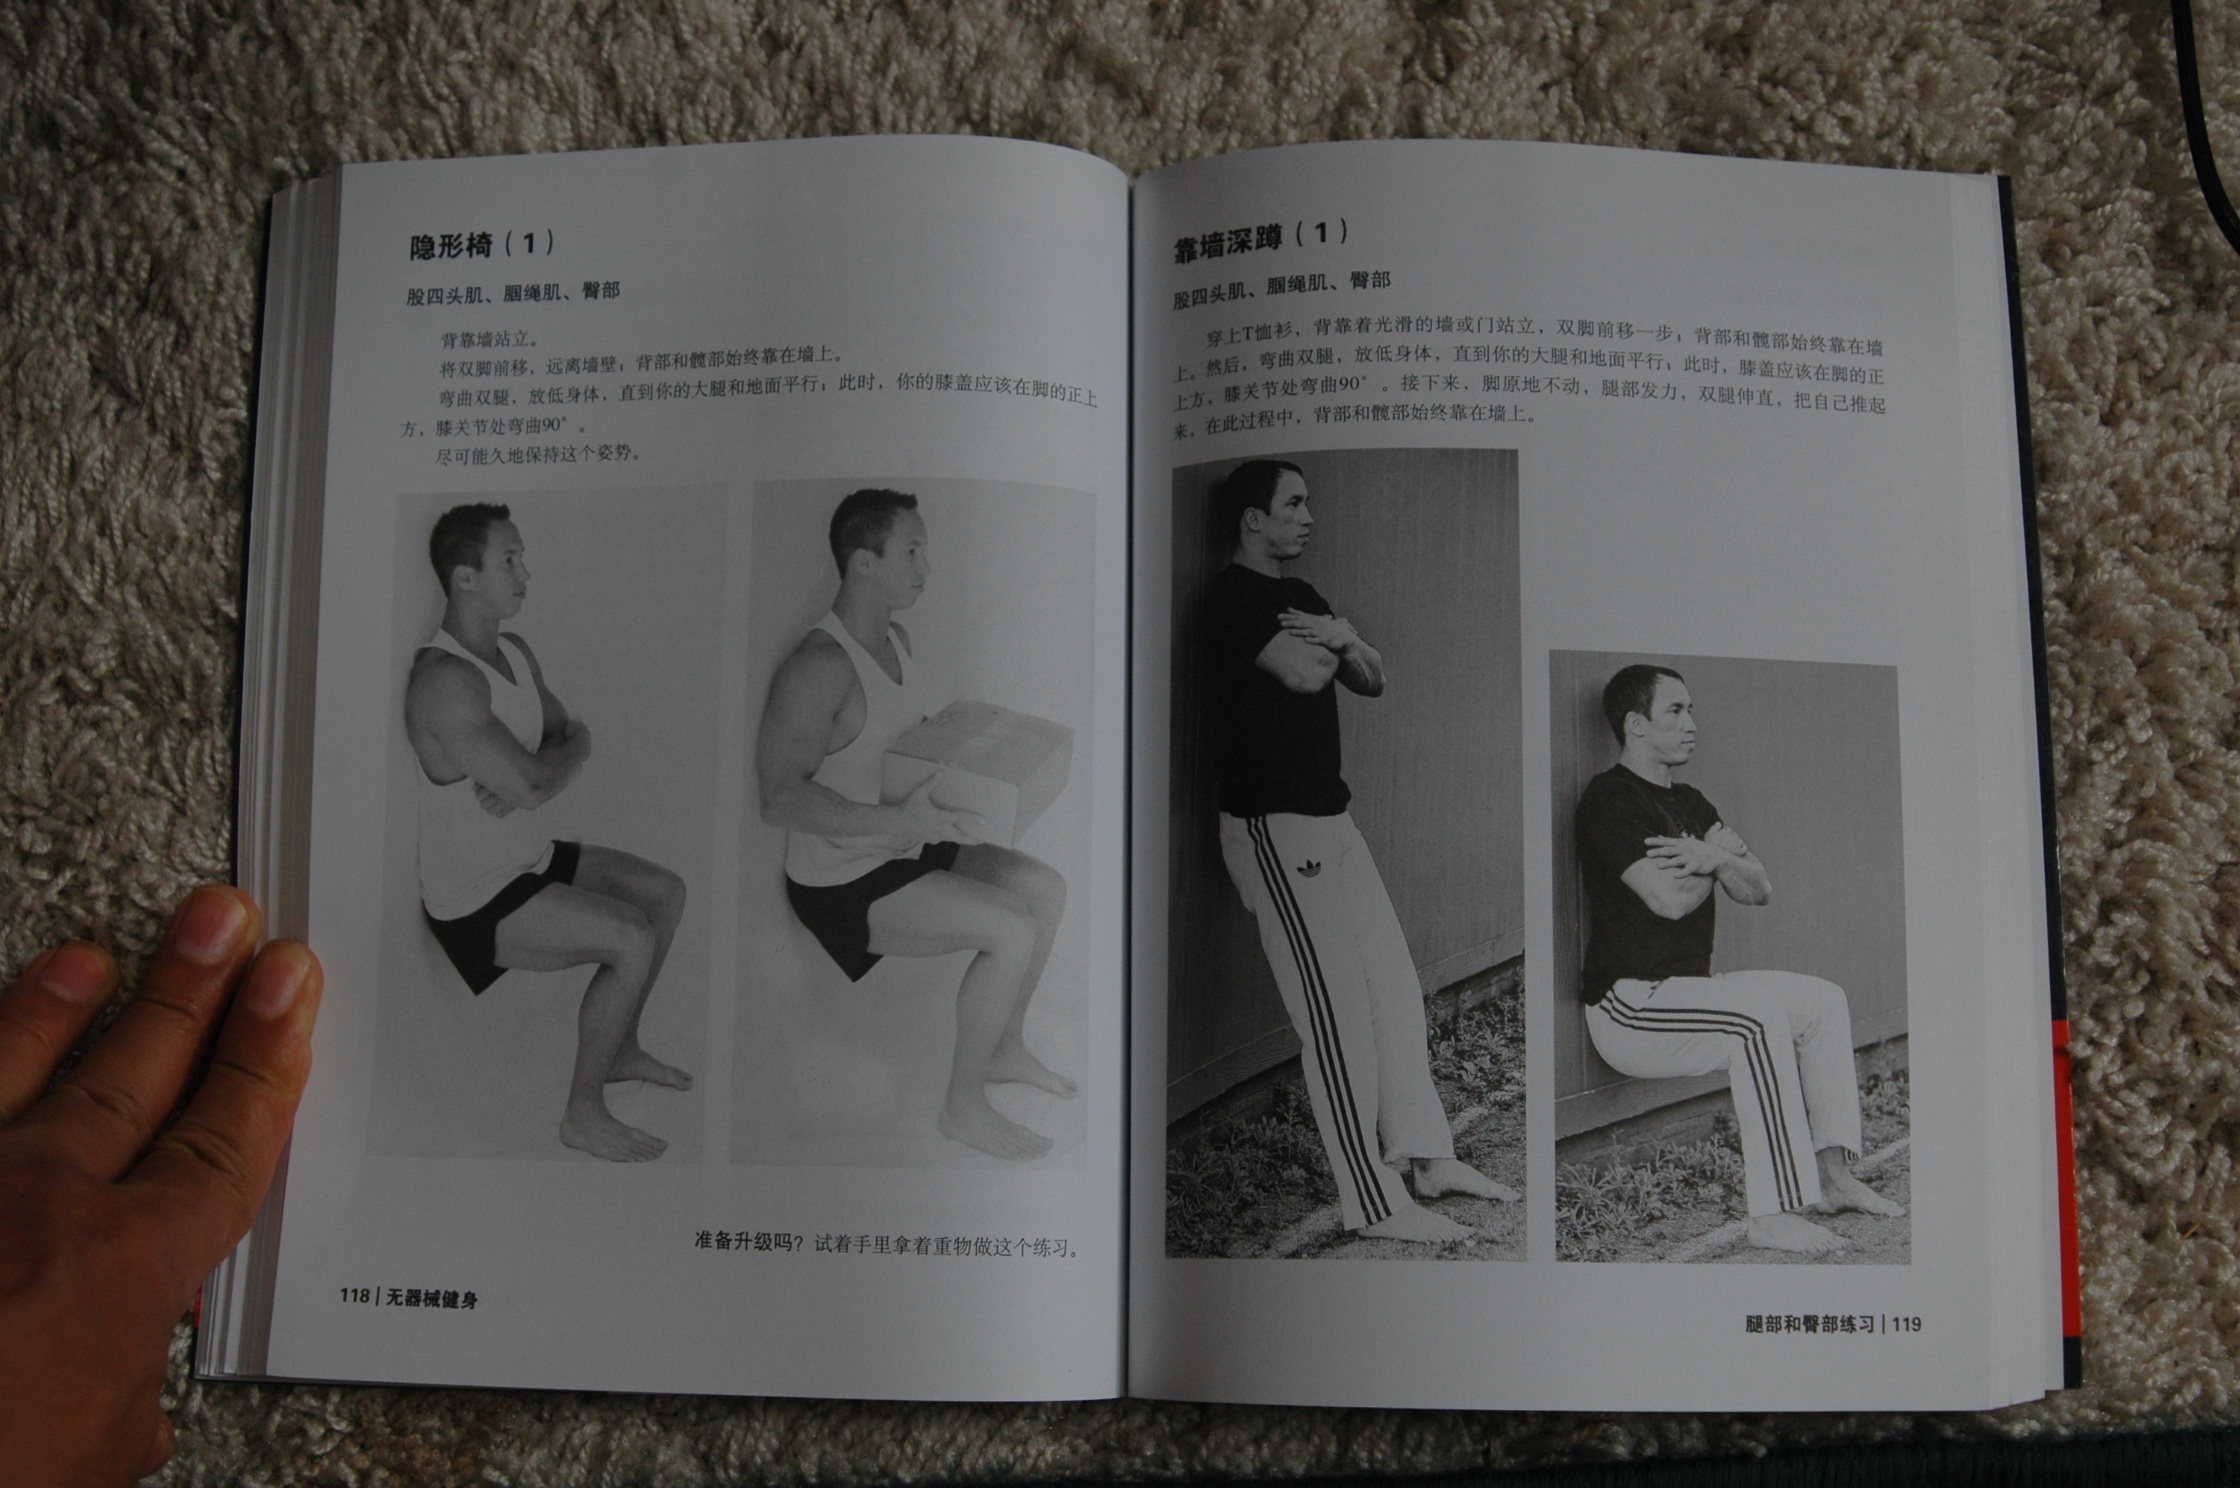 隐形椅（1）
股四头肌、腘绳肌、臀部
背靠墙站立。
将双脚前移，远离墙壁；背部和髋部始终靠在墙上。
弯曲双腿，放低身体，直到你的大腿和地面平行；此时，你的膝盖应该在脚的正上
方，膝关节处弯曲90°。
尽可能久地保持这个姿势。
准备升级吗？试着手里拿着重物做这个练习。
118 | 无器械健身
靠墙深蹲（1）
股四头肌、腘绳肌、臀部
穿上T恤衫，背靠着光滑的墙或门站立，双脚前移一步；背部和髋部始终靠在墙
上。然后，弯曲双腿，放低身体，直到你的大腿和地面平行；此时，膝盖应该在脚的正
上方，膝关节处弯曲90°。接下来，脚原地不动，腿部发力，双腿伸直，把自己推起
来，在此过程中，背部和髋部始终靠在墙上。
腿部和臀部练习 | 119